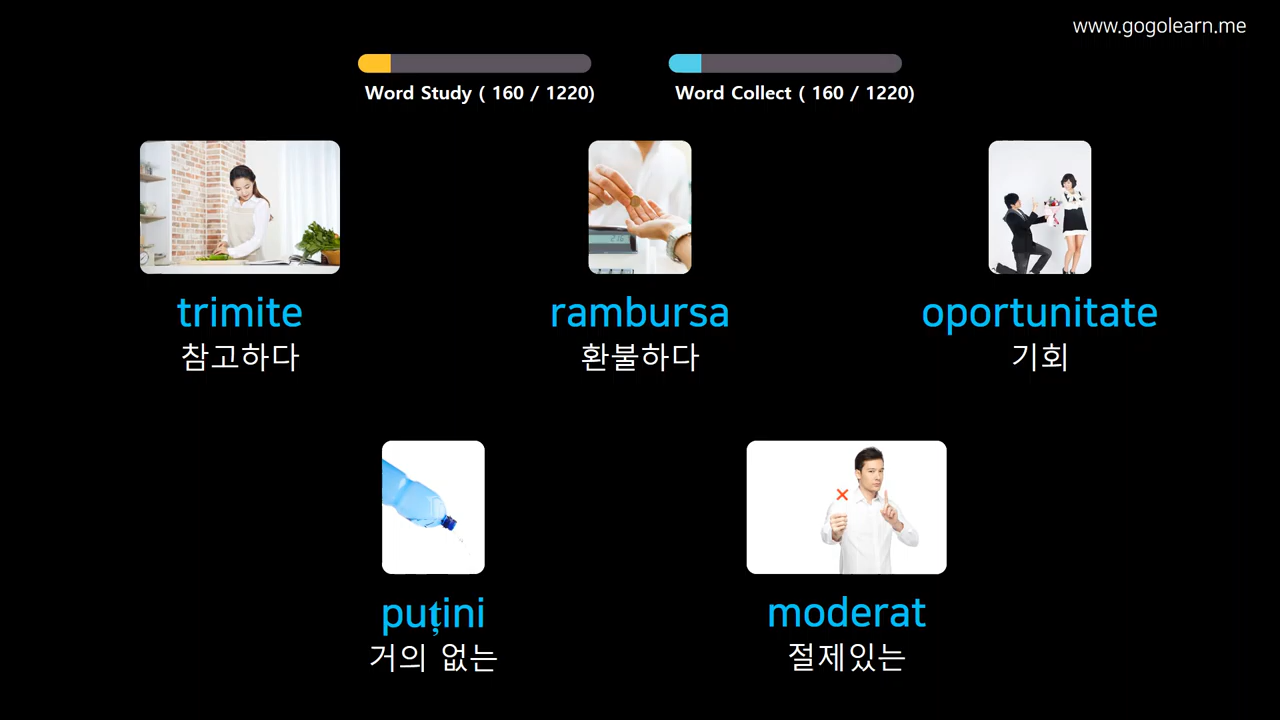 www.gogolearn.me
Word Study ( 160 / 1220)
Word Collect ( 160 / 1220)
trimite
참고하다
rambursa
환불하다
oportunitate
기회
puțini
거의 없는
moderat
절제있는